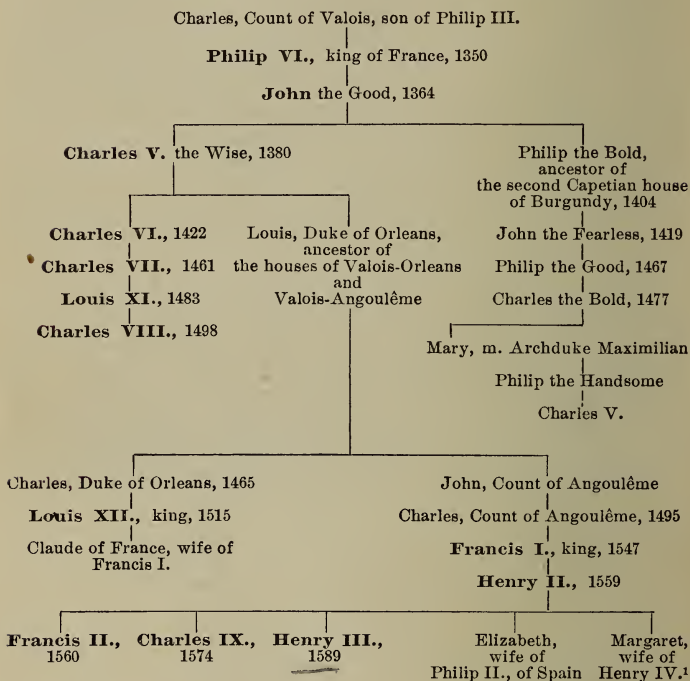 Charles, Count of Valois, son of Philip III.
Philip VI., king of France, 1350
John the Good, 1364
Charles V. the Wise, 1380
Philip the Bold,
ancestor of
the second Capetian house
of Burgundy, 1404
Charles VI., 1422
Charles VII., 1461
Louis XI., 1483
Charles VIII., 1498
Louis, Duke of Orleans,
ancestor of
the houses of Valois-Orleans
and
Valois-Angoulême
John the Fearless, 1419
Philip the Good, 1467
Charles the Bold, 1477
Mary, m. Archduke Maximilian
Philip the Handsome
Charles V.
Charles, Duke of Orleans, 1465
Louis XII., king, 1515
Claude of France, wife of
Francis I.
John, Count of Angoulême
Charles, Count of Angoulême, 1495
Francis I., king, 1547
Henry II., 1559
Francis II.,
1560
Charles IX.,
1574
Henry III.,
1589
Elizabeth,
wife of
Philip II., of Spain
Margaret,
wife of
Henry IV.¹